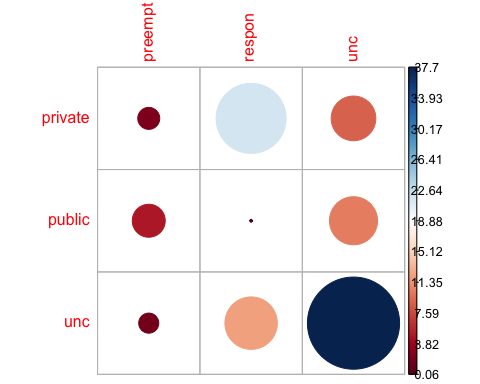 preempt
respon
unc
private
public
unc
37.7
33.93
30.17
26.41
22.64
18.88
15.12
11.35
7.59
3.82
0.06